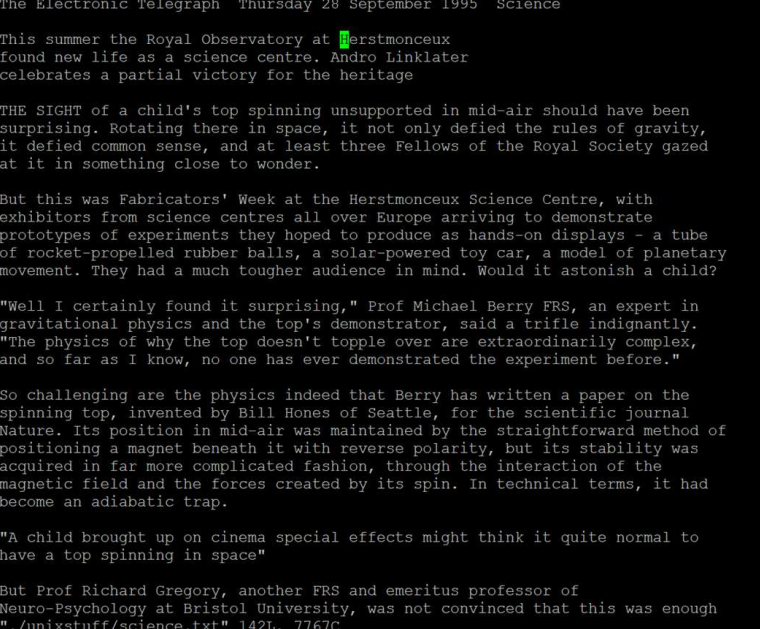 The Electronic Telegraph  Thursday 28 September 1995  Science
This summer the Royal Observatory at Herstmonceux
found new life as a science centre. Andro Linklater
celebrates a partial victory for the heritage
THE SIGHT of a child's top spinning unsupported in mid-air should have been
surprising. Rotating there in space, it not only defied the rules of gravity,
it defied common sense, and at least three Fellows of the Royal Society gazed
at it in something close to wonder.
But this was Fabricators' Week at the Herstmonceux Science Centre, with
exhibitors from science centres all over Europe arriving to demonstrate
prototypes of experiments they hoped to produce as hands-on displays - a tube
of rocket-propelled rubber balls, a solar-powered toy car, a model of planetary
movement. They had a much tougher audience in mind. Would it astonish a child?
"Well I certainly found it surprising," Prof Michael Berry FRS, an expert in
gravitational physics and the top's demonstrator, said a trifle indignantly.
"The physics of why the top doesn't topple over are extraordinarily complex,
and so far as I know, no one has ever demonstrated the experiment before."
So challenging are the physics indeed that Berry has written a paper on the
spinning top, invented by Bill Hones of Seattle, for the scientific journal
Nature. Its position in mid-air was maintained by the straightforward method of
positioning a magnet beneath it with reverse polarity, but its stability was
acquired in far more complicated fashion, through the interaction of the
magnetic field and the forces created by its spin. In technical terms, it had
become an adiabatic trap.
"A child brought up on cinema special effects might think it quite normal to
have a top spinning in space"
But Prof Richard Gregory, another FRS and emeritus professor of
Neuro-Psychology at Bristol University, was not convinced that this was enough
"./unixstuff/science.txt" 142L, 7767C